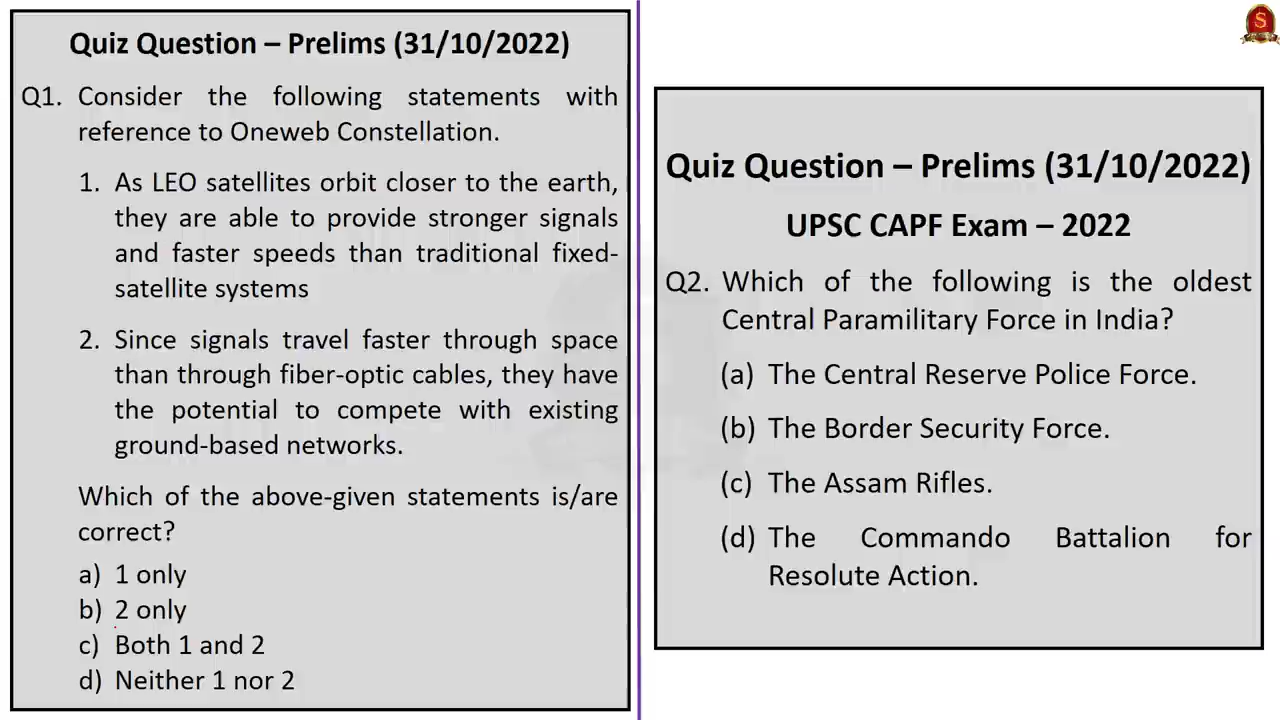 Quiz Question – Prelims (31/10/2022)
Q1. Consider the following statements with
reference to Oneweb Constellation.
1. As LEO satellites orbit closer to the earth,
they are able to provide stronger signals
and faster speeds than traditional fixed-
satellite systems
2. Since signals travel faster through space
than through fiber-optic cables, they have
the potential to compete with existing
ground-based networks.
Which of the above-given statements is/are
correct?
a) 1 only
b) 2 only
c) Both 1 and 2
d) Neither 1 nor 2
S
Quiz Question – Prelims (31/10/2022)
UPSC CAPF Exam – 2022
Q2. Which of the following is the oldest
Central Paramilitary Force in India?
(a) The Central Reserve Police Force.
(b) The Border Security Force.
(c) The Assam Rifles.
(d) The Commando Battalion for
Resolute Action.